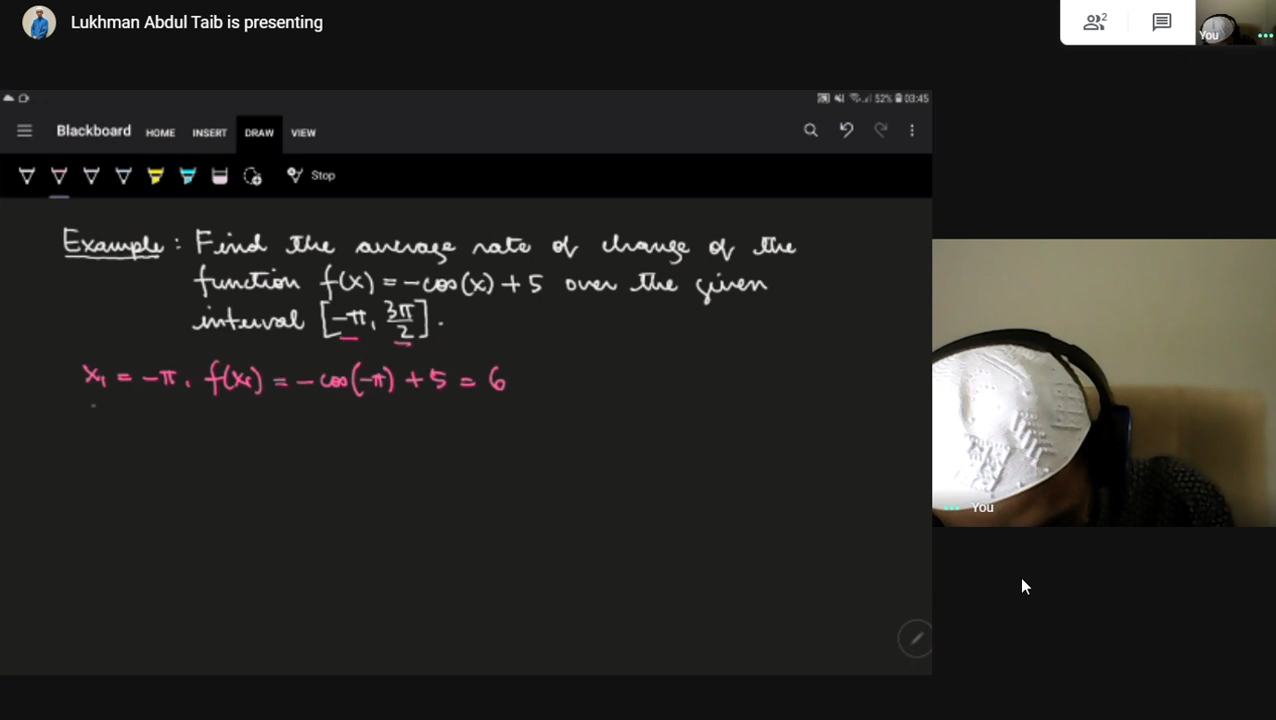 Lukhman Abdul Taib is presenting
2
You
52% 03:45
Blackboard HOME INSERT DRAW VIEW
Stop
Example : Find the average rate of change of the
function f(x) = -cos(x) + 5 over the given
interval [-π, 3π/2].
x₁ = -π, f(x₁) = -cos(-π) + 5 = 6
You